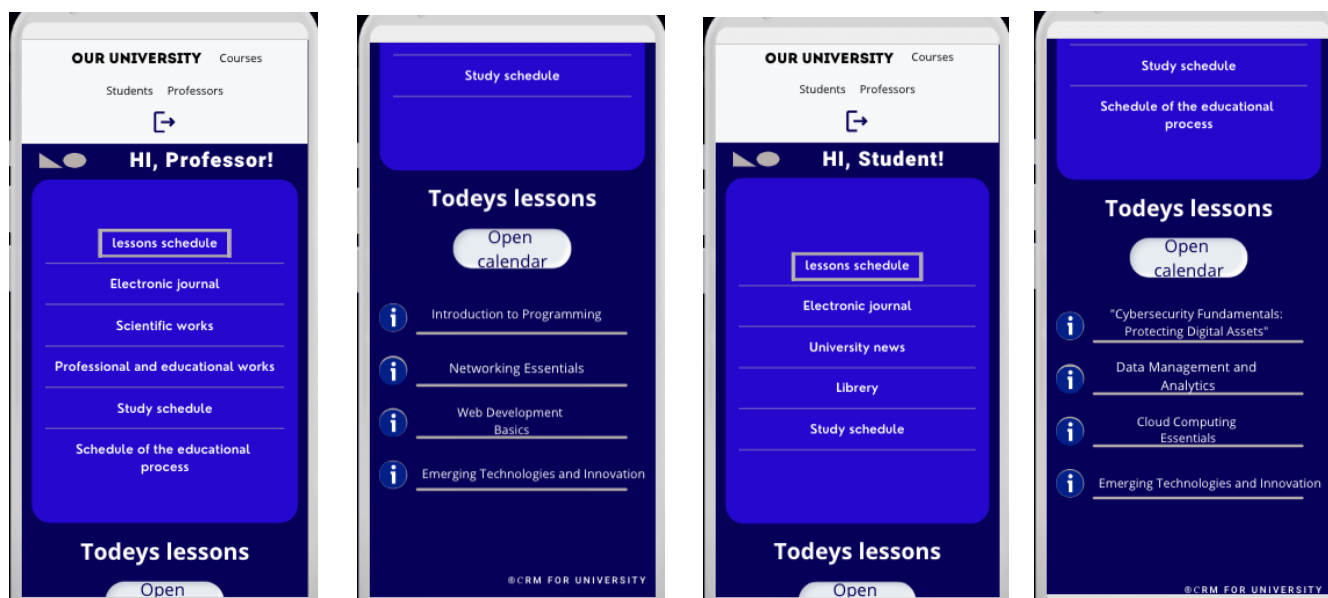 OUR UNIVERSITY Courses
Students Professors
HI, Professor!
lessons schedule
Electronic journal
Scientific works
Professional and educational works
Study schedule
Schedule of the educational
process
Todeys lessons
Open
Study schedule
Todeys lessons
Open
calendar
Introduction to Programming
Networking Essentials
Web Development
Basics
Emerging Technologies and Innovation
©CRM FOR UNIVERSITY
OUR UNIVERSITY Courses
Students Professors
HI, Student!
lessons schedule
Electronic journal
University news
Librery
Study schedule
Todeys lessons
Open
Study schedule
Schedule of the educational
process
Todeys lessons
Open
calendar
"Cybersecurity Fundamentals:
Protecting Digital Assets"
Data Management and
Analytics
Cloud Computing
Essentials
Emerging Technologies and Innovation
©CRM FOR UNIVERSITY